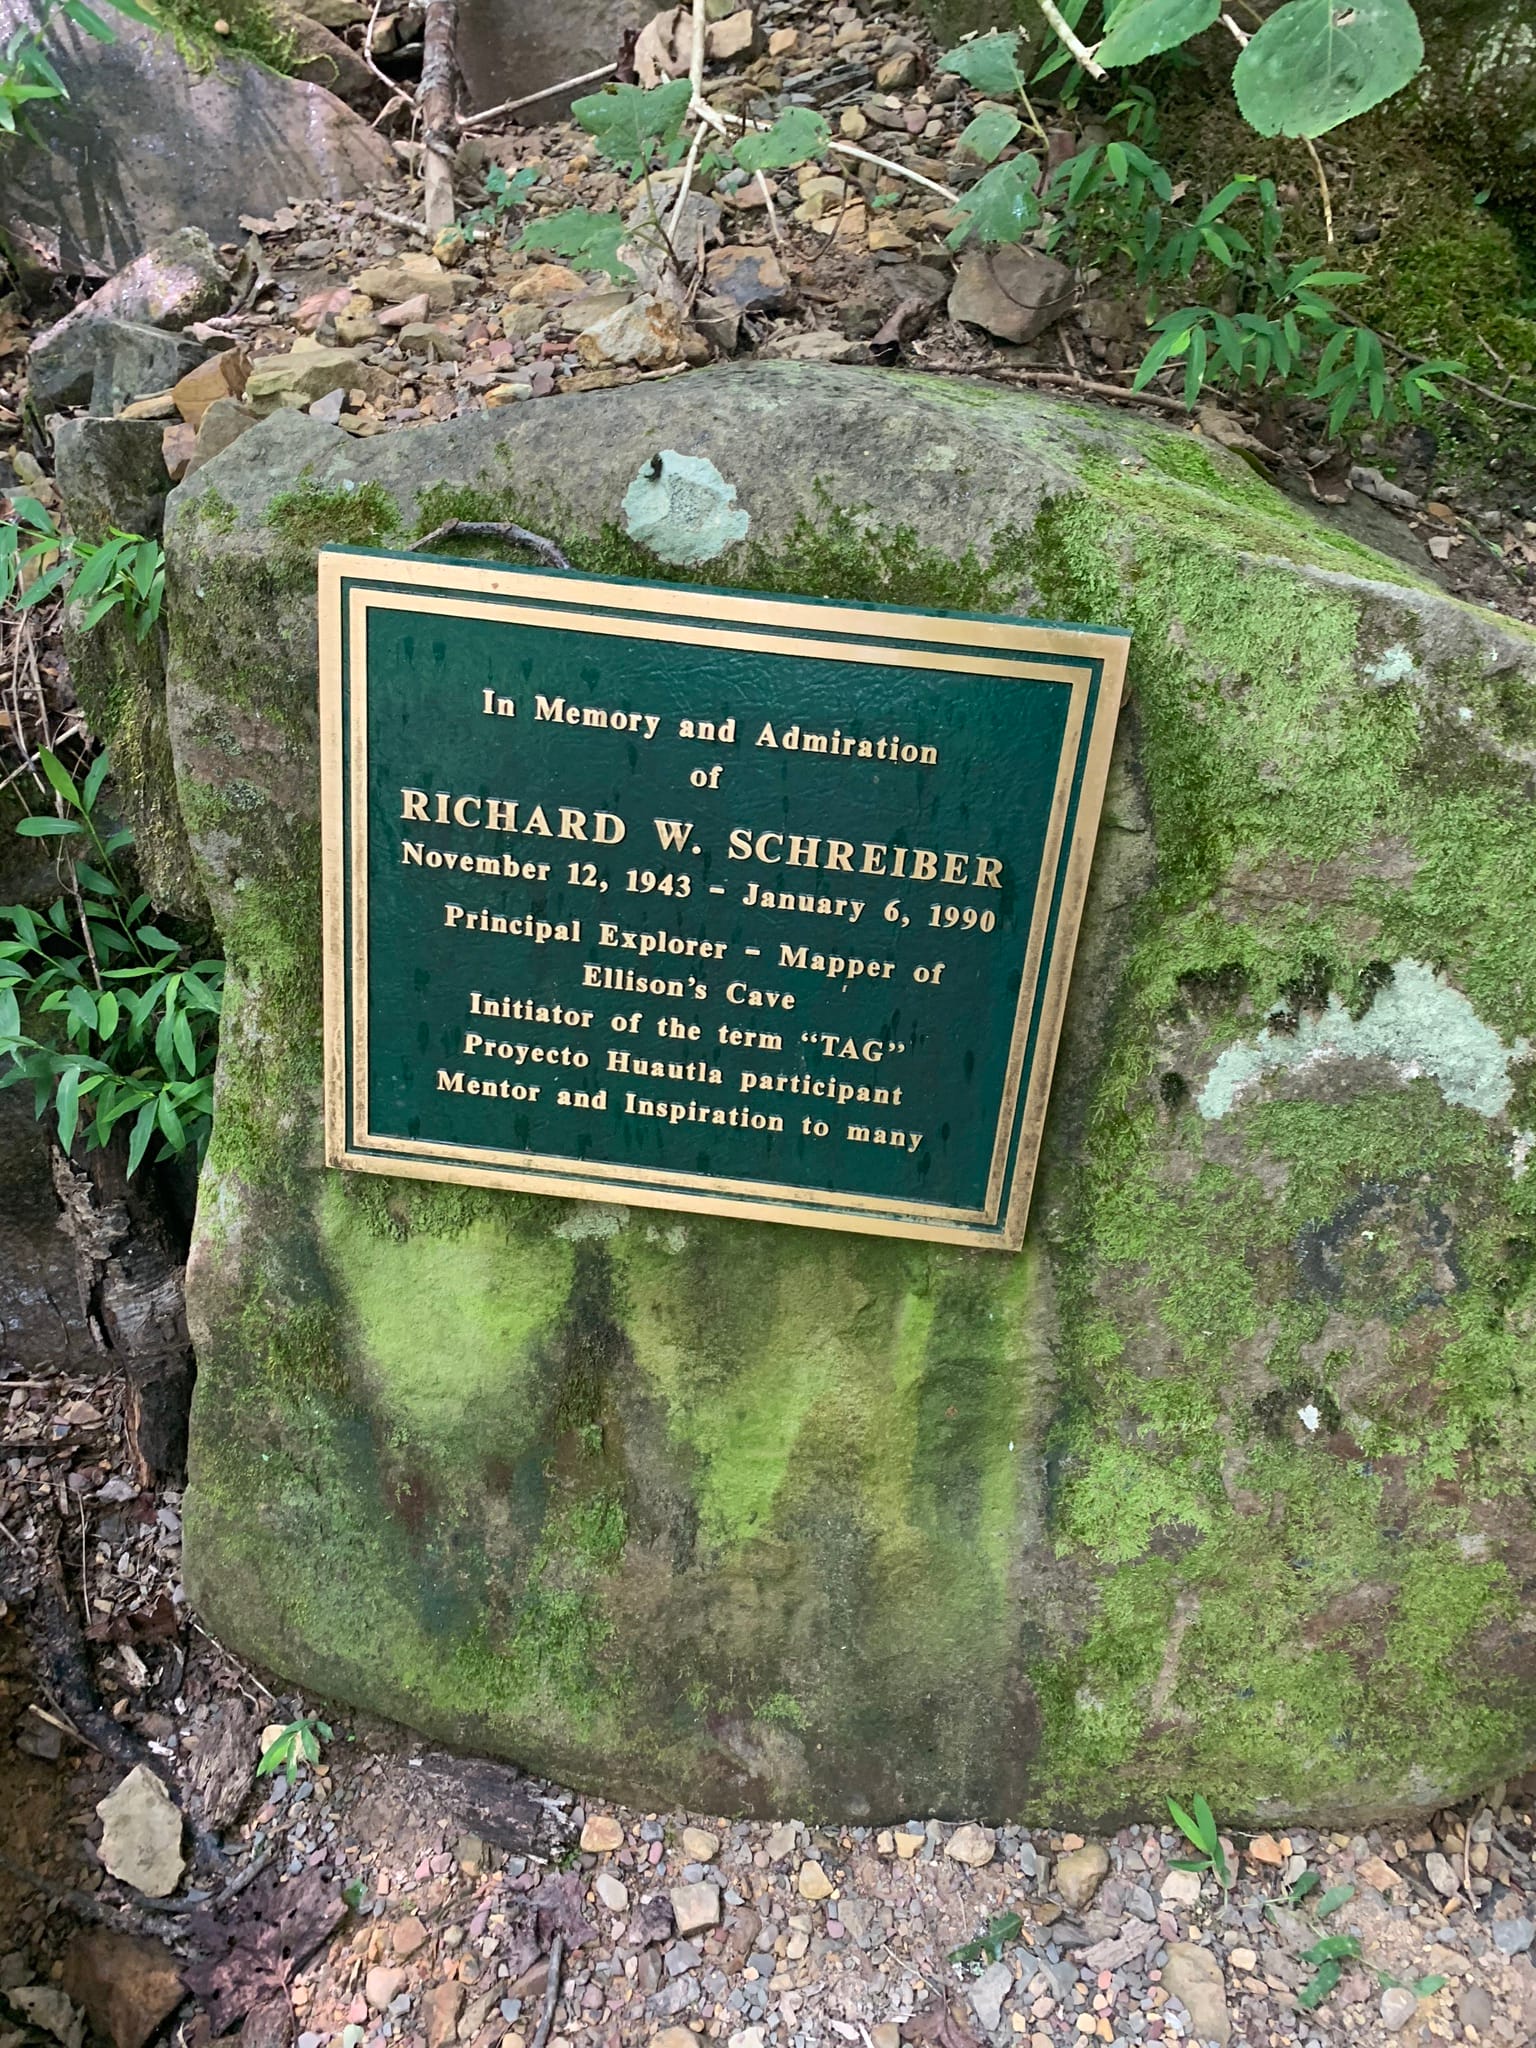 In Memory and Admiration
of
RICHARD W. SCHREIBER
November 12, 1943 - January 6, 1990
Principal Explorer - Mapper of
Ellison's Cave
Initiator of the term “TAG”
Proyecto Huautla participant
Mentor and Inspiration to many